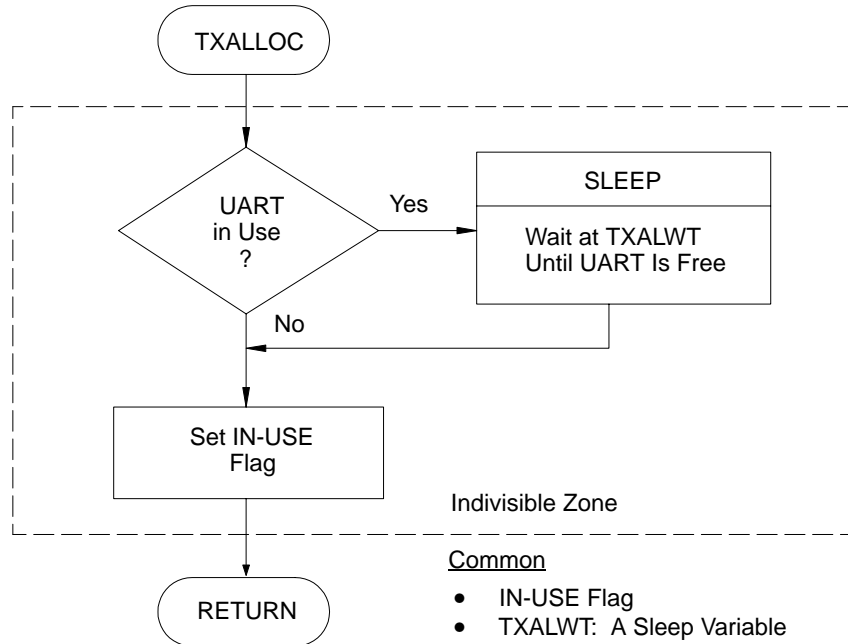 TXALLOC
UART
in Use
?
Yes
SLEEP
Wait at TXALWT
Until UART Is Free
No
Set IN-USE
Flag
Indivisible Zone
RETURN
Common
● IN-USE Flag
● TXALWT: A Sleep Variable